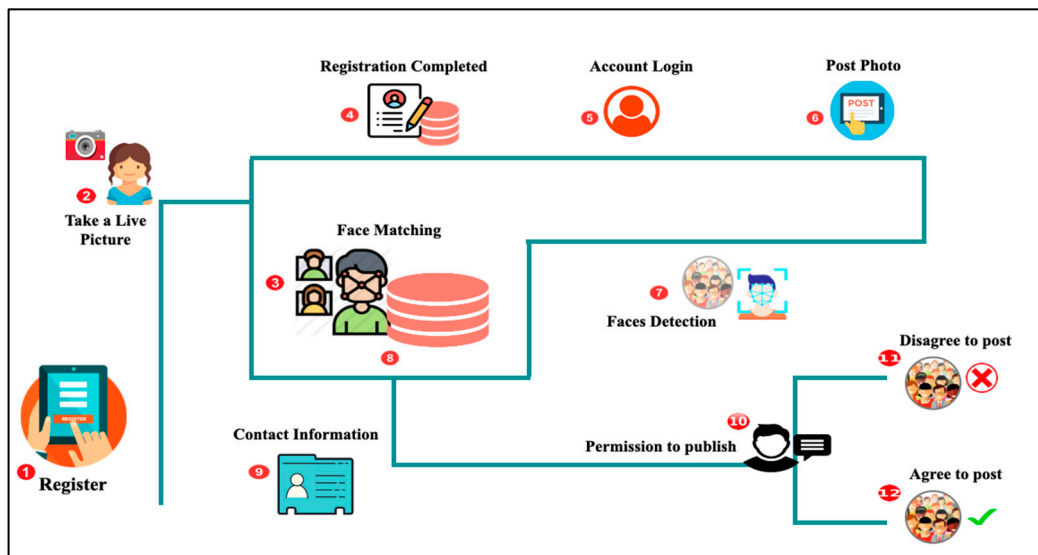 Registration Completed
4
Account Login
5
Post Photo
POST
6
2
Take a Live
Picture
Face Matching
3
8
7
Faces Detection
REGISTER
1
Register
Contact Information
9
10
Permission to publish
Disagree to post
11
Agree to post
12